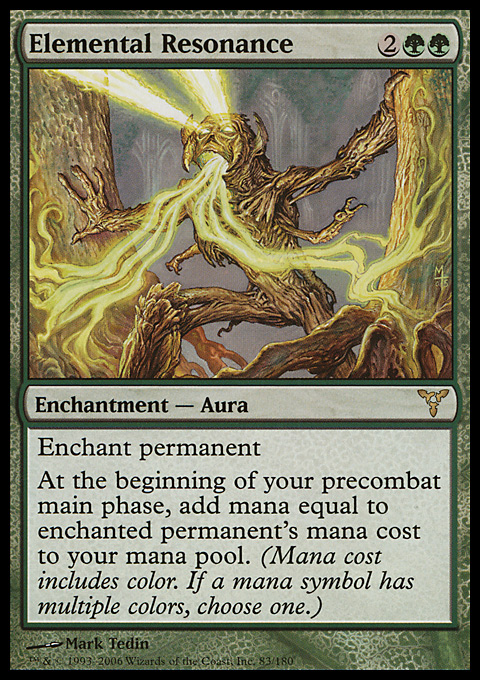 Elemental Resonance 2
Enchantment — Aura
Enchant permanent
At the beginning of your precombat
main phase, add mana equal to
enchanted permanent's mana cost
to your mana pool. (Mana cost
includes color. If a mana symbol has
multiple colors, choose one.)
Mark Tedin
™ & © 1993–2006 Wizards of the Coast, Inc. 83/180